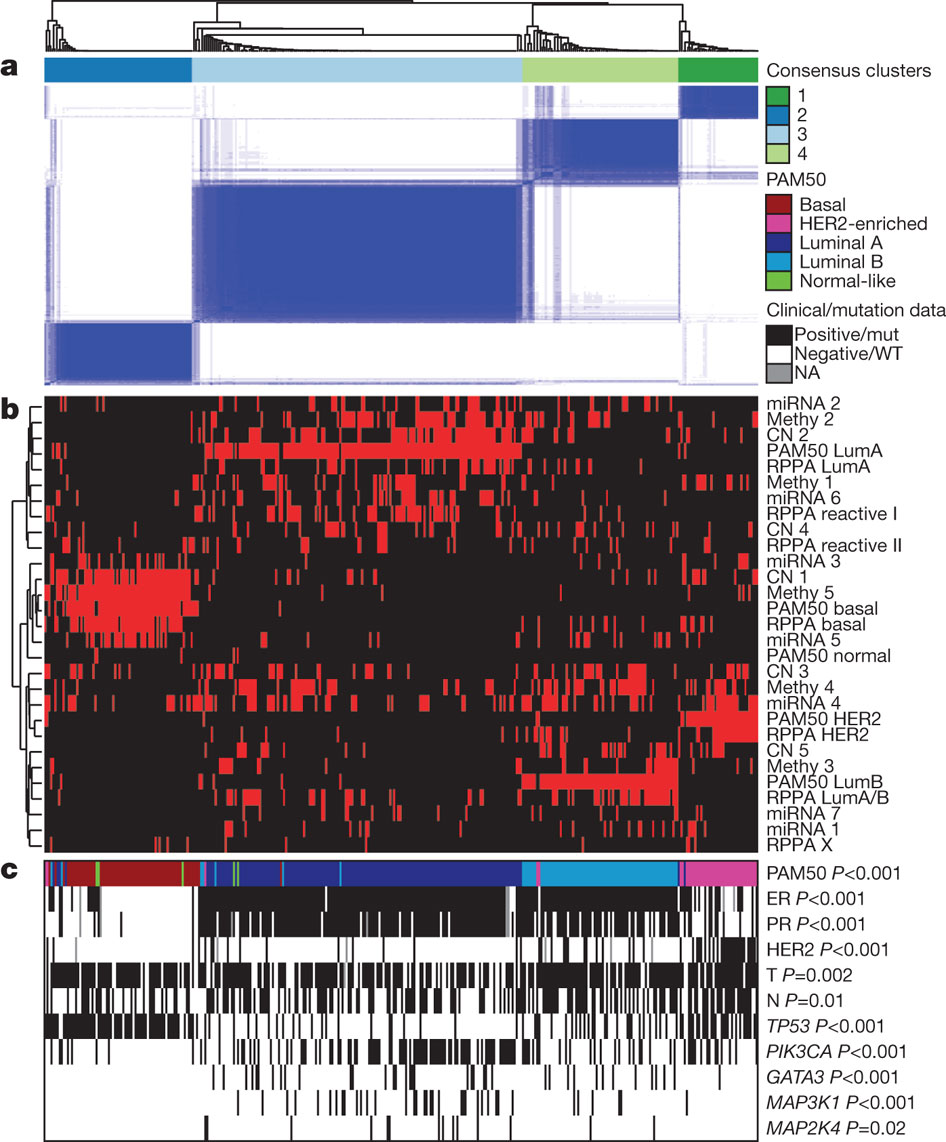 a
Consensus clusters
1
2
3
4
PAM50
Basal
HER2-enriched
Luminal A
Luminal B
Normal-like
Clinical/mutation data
Positive/mut
Negative/WT
NA
b
miRNA 2
Methy 2
CN 2
PAM50 LumA
RPPA LumA
Methy 1
miRNA 6
RPPA reactive I
CN 4
RPPA reactive II
miRNA 3
CN 1
Methy 5
PAM50 basal
RPPA basal
miRNA 5
PAM50 normal
CN 3
Methy 4
miRNA 4
PAM50 HER2
RPPA HER2
CN 5
Methy 3
PAM50 LumB
RPPA LumA/B
miRNA 7
miRNA 1
RPPA X
c
PAM50 P<0.001
ER P<0.001
PR P<0.001
HER2 P<0.001
T P=0.002
N P=0.01
TP53 P<0.001
PIK3CA P<0.001
GATA3 P<0.001
MAP3K1 P<0.001
MAP2K4 P=0.02